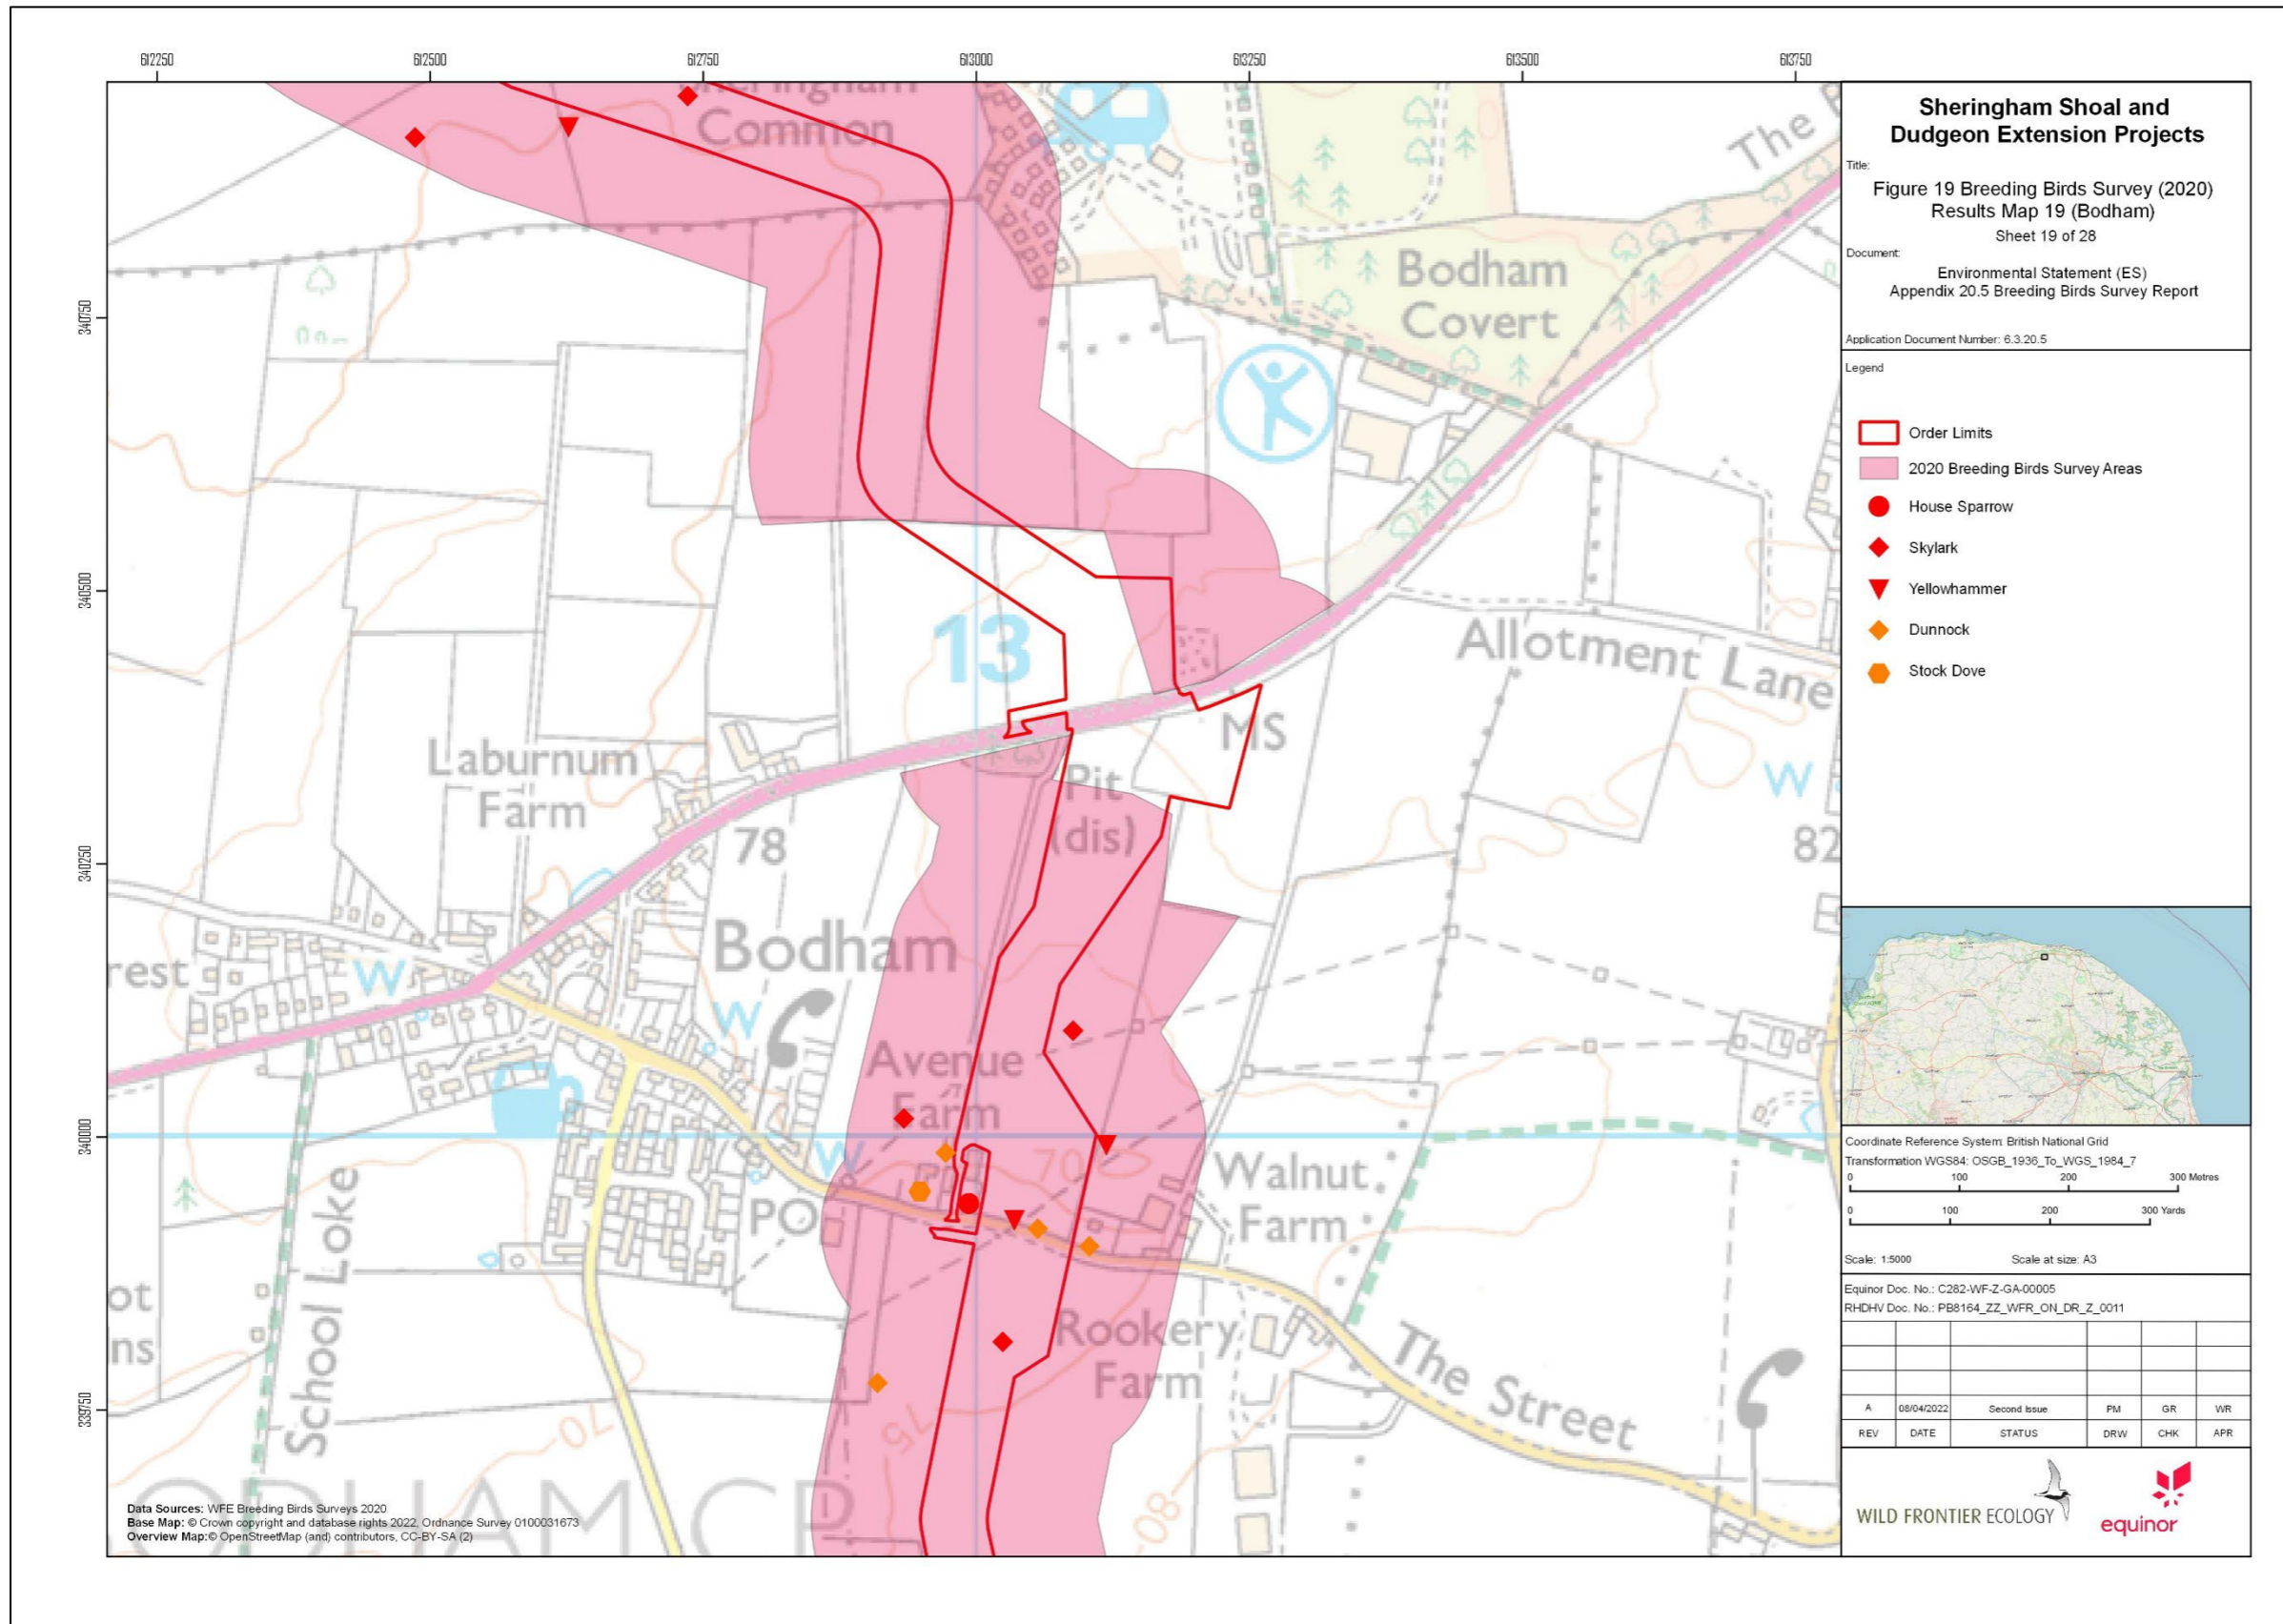 612250
612500
612750
613000
613250
613500
613750
340750
340500
340250
340000
339750
Sheringham
Common
Bodham
Covert
13
Allotment Lane
MS
Laburnum
Farm
Pit
(dis)
78
W
82
Bodham
rest
W
W
Avenue
Farm
W
70
Walnut
Farm
PO
School Loke
ot
ns
Rookery
Farm
The Street
75
70
80
ODHAM CP
Data Sources: WFE Breeding Birds Surveys 2020
Base Map: © Crown copyright and database rights 2022, Ordnance Survey 0100031673
Overview Map:© OpenStreetMap (and) contributors, CC-BY-SA (2)
Sheringham Shoal and
Dudgeon Extension Projects
Title:
Figure 19 Breeding Birds Survey (2020)
Results Map 19 (Bodham)
Sheet 19 of 28
Document:
Environmental Statement (ES)
Appendix 20.5 Breeding Birds Survey Report
Application Document Number: 6.3.20.5
Legend
Order Limits
2020 Breeding Birds Survey Areas
House Sparrow
Skylark
Yellowhammer
Dunnock
Stock Dove
Coordinate Reference System: British National Grid
Transformation WGS84: OSGB_1936_To_WGS_1984_7
0 100 200 300 Metres
0 100 200 300 Yards
Scale: 1:5000 Scale at size: A3
Equinor Doc. No.: C282-WF-Z-GA-00005
RHDHV Doc. No.: PB8164_ZZ_WFR_ON_DR_Z_0011
A 08/04/2022 Second Issue PM GR WR
REV DATE STATUS DRW CHK APR
WILD FRONTIER ECOLOGY
equinor